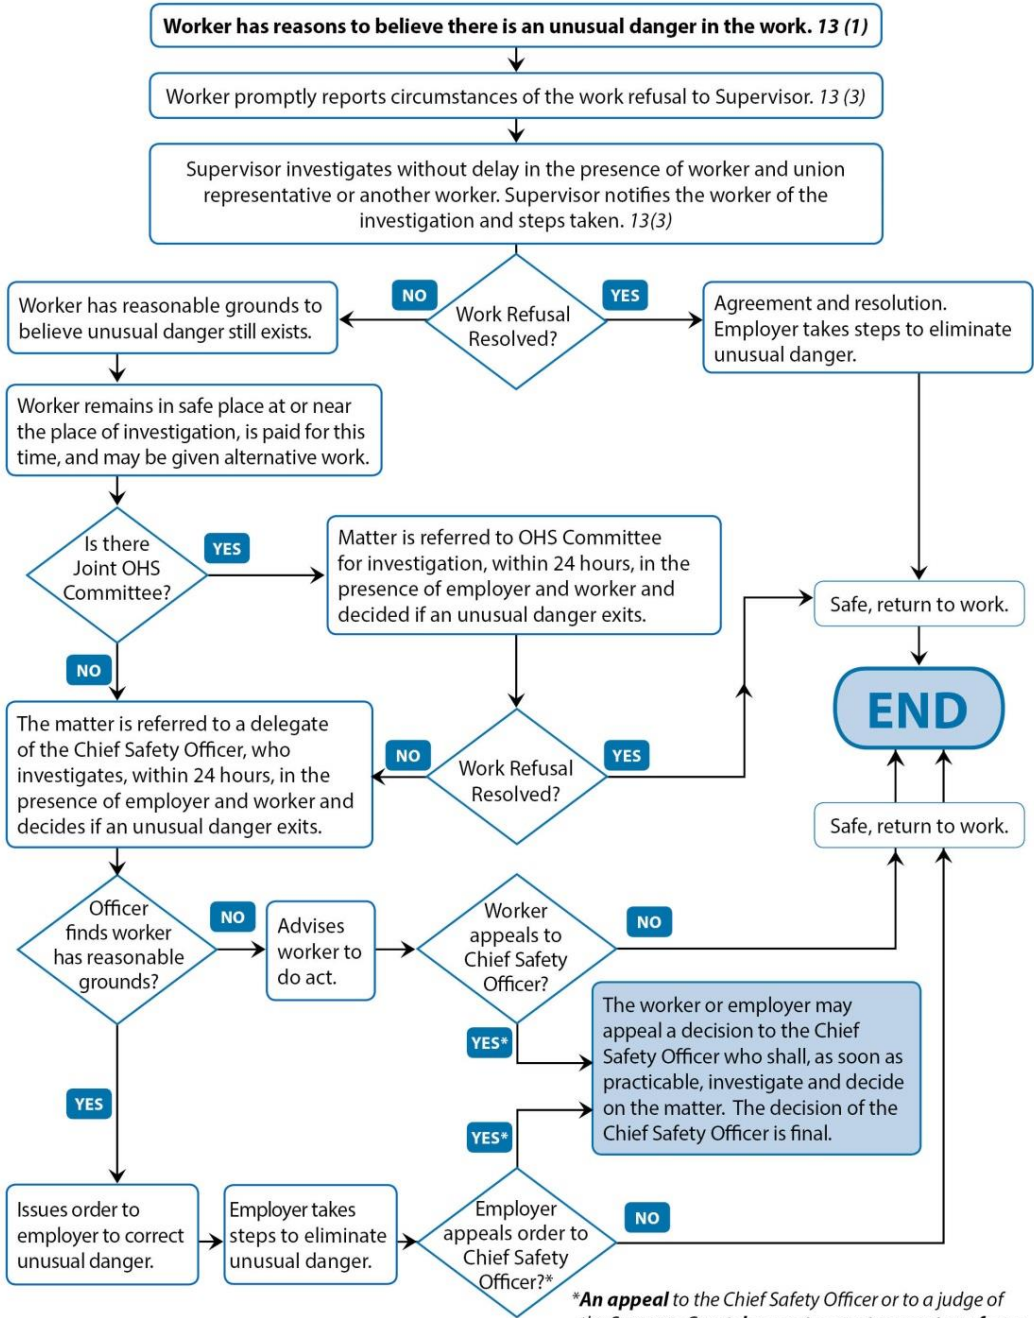 Worker has reasons to believe there is an unusual danger in the work. 13 (1)
Worker promptly reports circumstances of the work refusal to Supervisor. 13 (3)
Supervisor investigates without delay in the presence of worker and union
representative or another worker. Supervisor notifies the worker of the
investigation and steps taken. 13(3)
Work Refusal
Resolved?
NO
YES
Worker has reasonable grounds to
believe unusual danger still exists.
Agreement and resolution.
Employer takes steps to eliminate
unusual danger.
Worker remains in safe place at or near
the place of investigation, is paid for this
time, and may be given alternative work.
Is there
Joint OHS
Committee?
YES
Matter is referred to OHS Committee
for investigation, within 24 hours, in the
presence of employer and worker and
decided if an unusual danger exits.
Safe, return to work.
NO
END
The matter is referred to a delegate
of the Chief Safety Officer, who
investigates, within 24 hours, in the
presence of employer and worker and
decides if an unusual danger exits.
NO
Work Refusal
Resolved?
YES
Safe, return to work.
Officer
finds worker
has reasonable
grounds?
NO
Advises
worker to
do act.
Worker
appeals to
Chief Safety
Officer?
NO
YES*
The worker or employer may
appeal a decision to the Chief
Safety Officer who shall, as soon as
practicable, investigate and decide
on the matter. The decision of the
Chief Safety Officer is final.
YES
YES*
Issues order to
employer to correct
unusual danger.
Employer takes
steps to eliminate
unusual danger.
Employer
appeals order to
Chief Safety
Officer?*
NO
*An appeal to the Chief Safety Officer or to a judge of